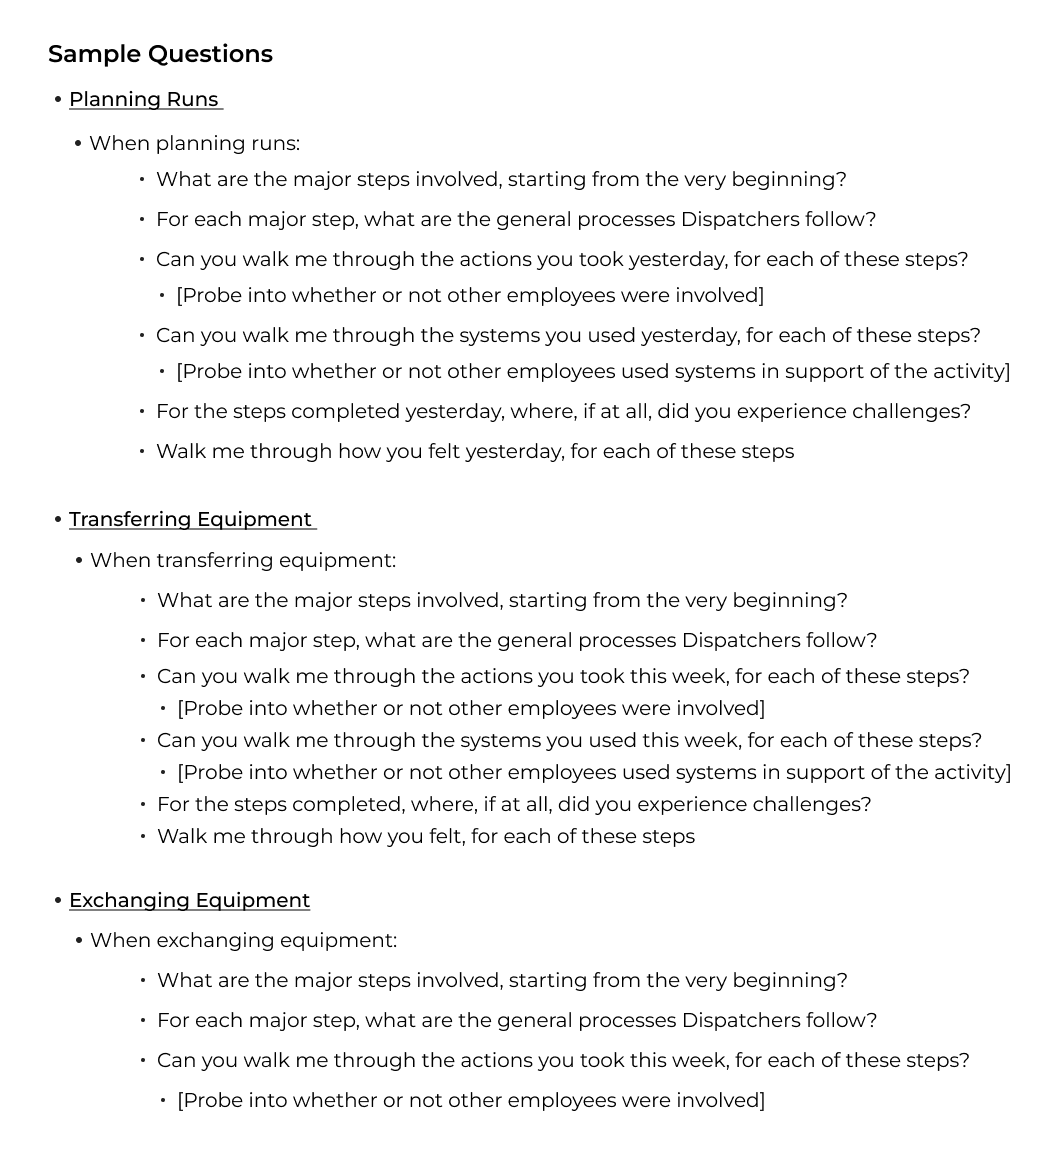 Sample Questions
• Planning Runs
• When planning runs:
• What are the major steps involved, starting from the very beginning?
• For each major step, what are the general processes Dispatchers follow?
• Can you walk me through the actions you took yesterday, for each of these steps?
• [Probe into whether or not other employees were involved]
• Can you walk me through the systems you used yesterday, for each of these steps?
• [Probe into whether or not other employees used systems in support of the activity]
• For the steps completed yesterday, where, if at all, did you experience challenges?
• Walk me through how you felt yesterday, for each of these steps
• Transferring Equipment
• When transferring equipment:
• What are the major steps involved, starting from the very beginning?
• For each major step, what are the general processes Dispatchers follow?
• Can you walk me through the actions you took this week, for each of these steps?
• [Probe into whether or not other employees were involved]
• Can you walk me through the systems you used this week, for each of these steps?
• [Probe into whether or not other employees used systems in support of the activity]
• For the steps completed, where, if at all, did you experience challenges?
• Walk me through how you felt, for each of these steps
• Exchanging Equipment
• When exchanging equipment:
• What are the major steps involved, starting from the very beginning?
• For each major step, what are the general processes Dispatchers follow?
• Can you walk me through the actions you took this week, for each of these steps?
• [Probe into whether or not other employees were involved]